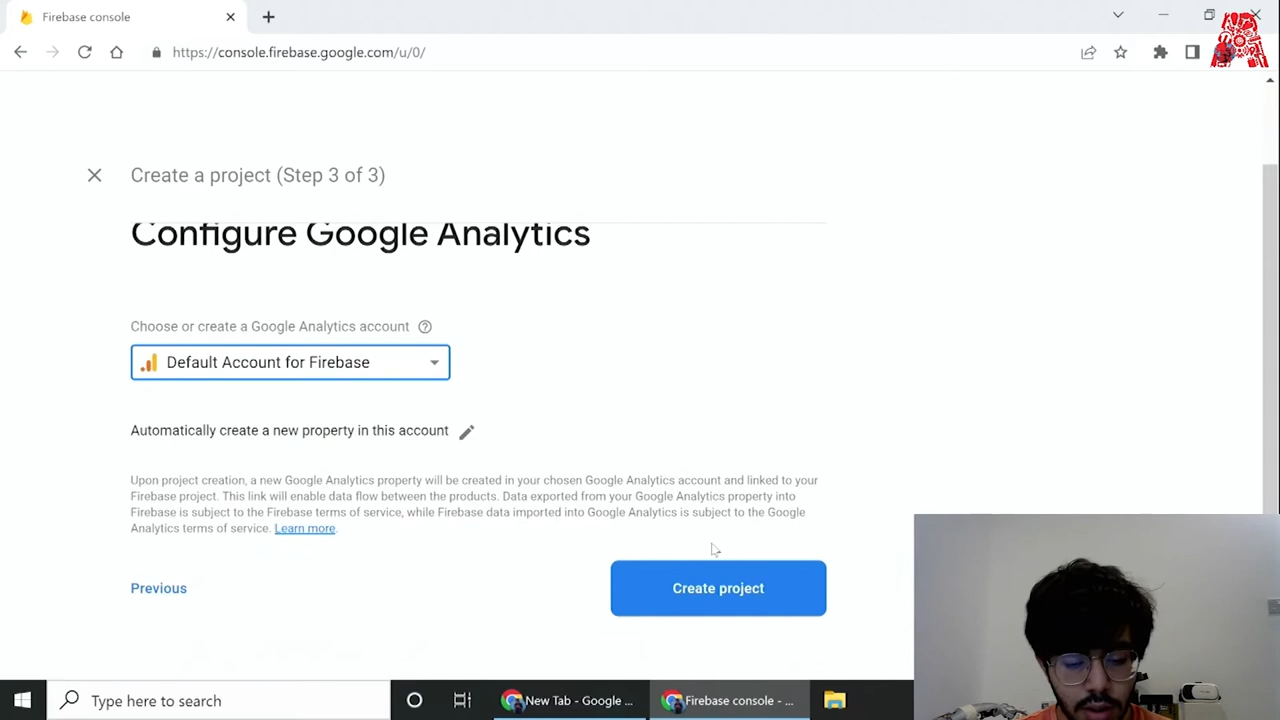 Firebase console
https://console.firebase.google.com/u/0/
Create a project (Step 3 of 3)
Configure Google Analytics
Choose or create a Google Analytics account
Default Account for Firebase
Automatically create a new property in this account
Upon project creation, a new Google Analytics property will be created in your chosen Google Analytics account and linked to your
Firebase project. This link will enable data flow between the products. Data exported from your Google Analytics property into
Firebase is subject to the Firebase terms of service, while Firebase data imported into Google Analytics is subject to the Google
Analytics terms of service. Learn more.
Previous
Create project
Type here to search
New Tab - Google ...
Firebase console - ...